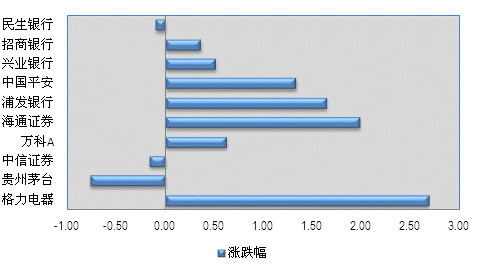 民生银行
招商银行
兴业银行
中国平安
浦发银行
海通证券
万科A
中信证券
贵州茅台
格力电器
-1.00 -0.50 0.00 0.50 1.00 1.50 2.00 2.50 3.00
涨跌幅